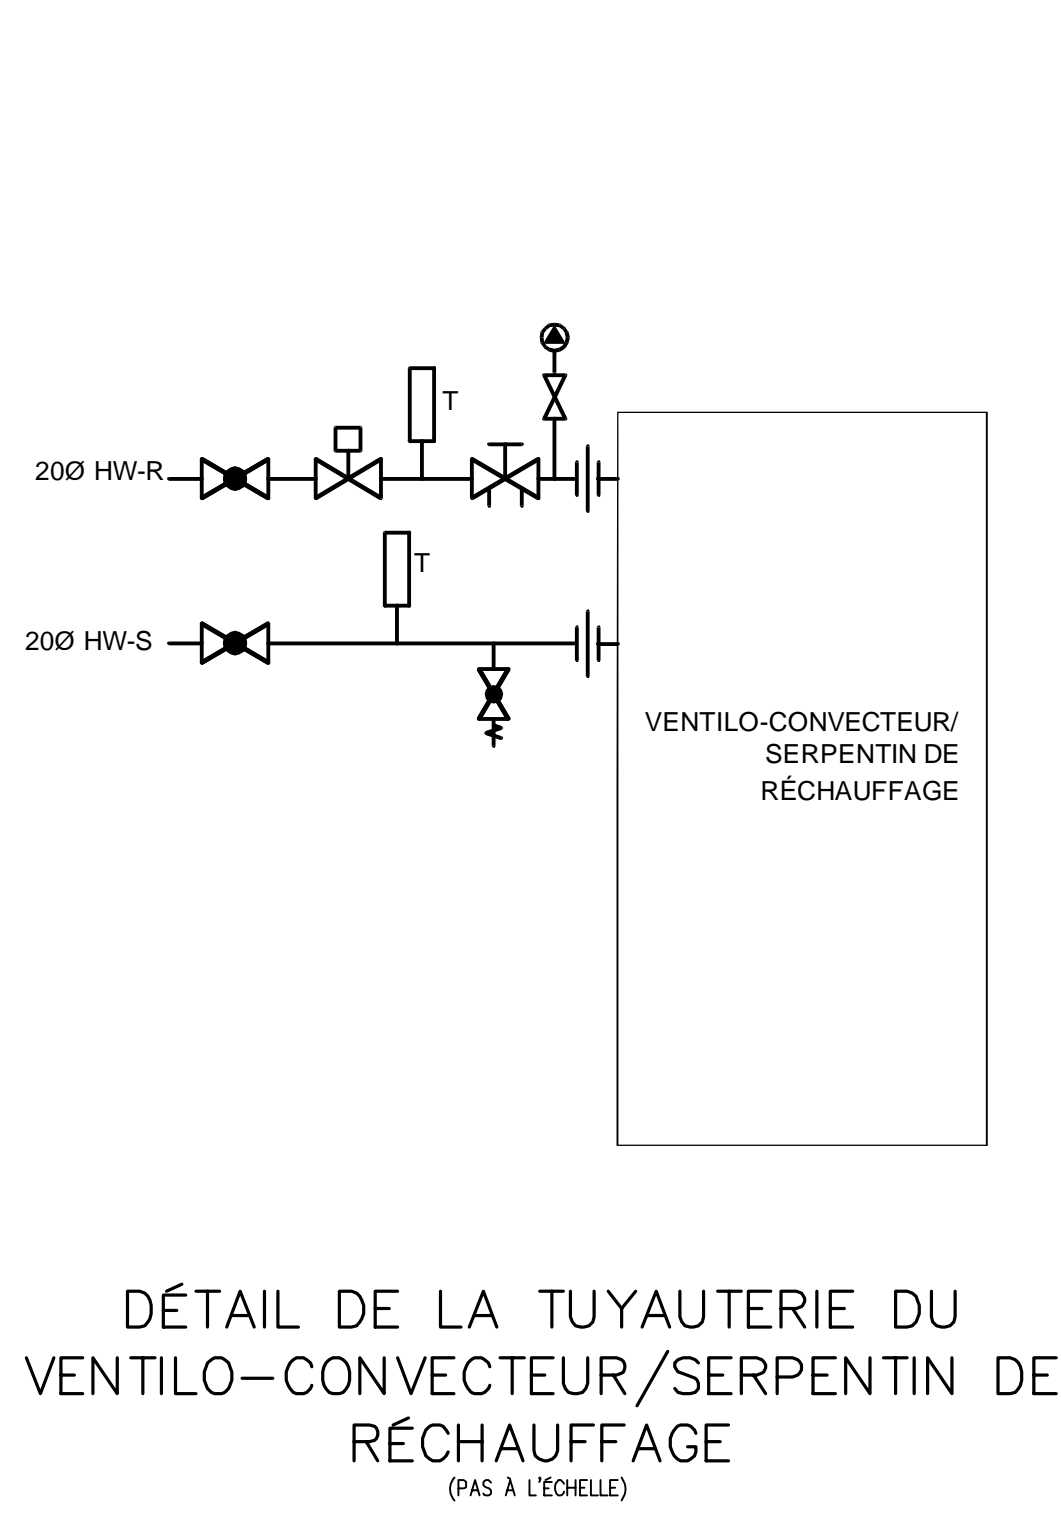 T
20Ø HW-R
T
20Ø HW-S
VENTILO-CONVECTEUR/
SERPENTIN DE
RÉCHAUFFAGE
DÉTAIL DE LA TUYAUTERIE DU
VENTILO-CONVECTEUR/SERPENTIN DE
RÉCHAUFFAGE
(PAS À L'ÉCHELLE)